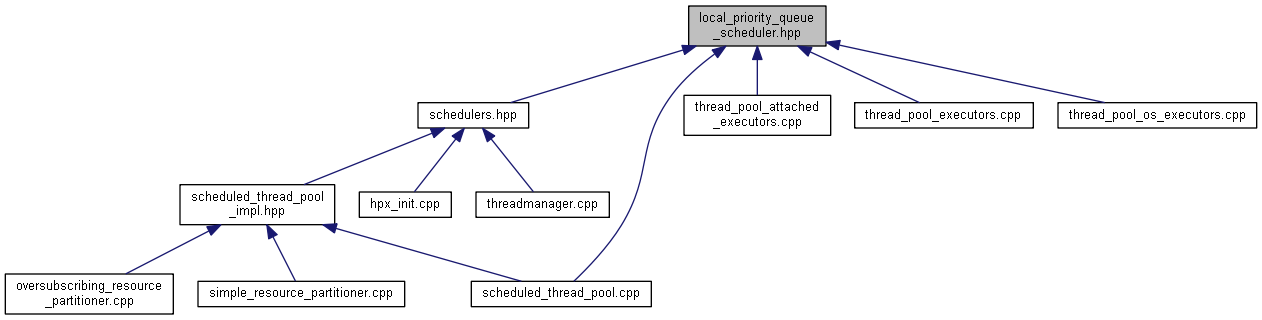 local_priority_queue
_scheduler.hpp
schedulers.hpp
thread_pool_attached
_executors.cpp
thread_pool_executors.cpp
thread_pool_os_executors.cpp
scheduled_thread_pool
_impl.hpp
hpx_init.cpp
threadmanager.cpp
oversubscribing_resource
_partitioner.cpp
simple_resource_partitioner.cpp
scheduled_thread_pool.cpp